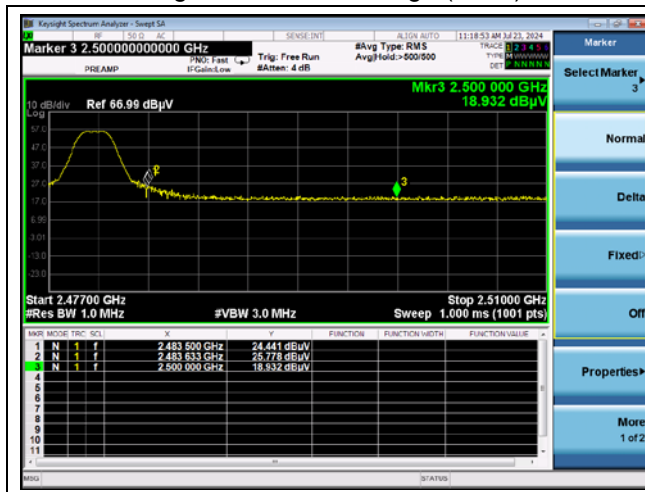 Keysight Spectrum Analyzer - Swept SA
RF 50 Ω AC SENSE:INT ALIGN AUTO 11:18:53 AM Jul 23, 2024
Marker 3 2.500000000000 GHz
PREAMP
PNO: Fast
IFGain:Low
Trig: Free Run
#Atten: 4 dB
#Avg Type: RMS
Avg|Hold:>500/500
TRACE 1 2 3 4 5
TYPE M
DET P N N N N N
Mkr3 2.500 000 GHz
18.932 dBµV
10 dB/div Ref 66.99 dBµV
Log
57.0
47.0
37.0
27.0
17.0
6.99
-3.01
-13.0
-23.0
3
Start 2.47700 GHz Stop 2.51000 GHz
#Res BW 1.0 MHz #VBW 3.0 MHz Sweep 1.000 ms (1001 pts)
MKR MODE TRC SCL X Y FUNCTION FUNCTION WIDTH FUNCTION VALUE
1 N 1 f 2.483 500 GHz 24.441 dBµV
2 N 1 f 2.483 633 GHz 25.778 dBµV
3 N 1 f 2.500 000 GHz 18.932 dBµV
4
5
6
7
8
9
10
11
MSG STATUS
Marker
Select Marker
3
Normal
Delta
Fixed
Off
Properties
More
1 of 2